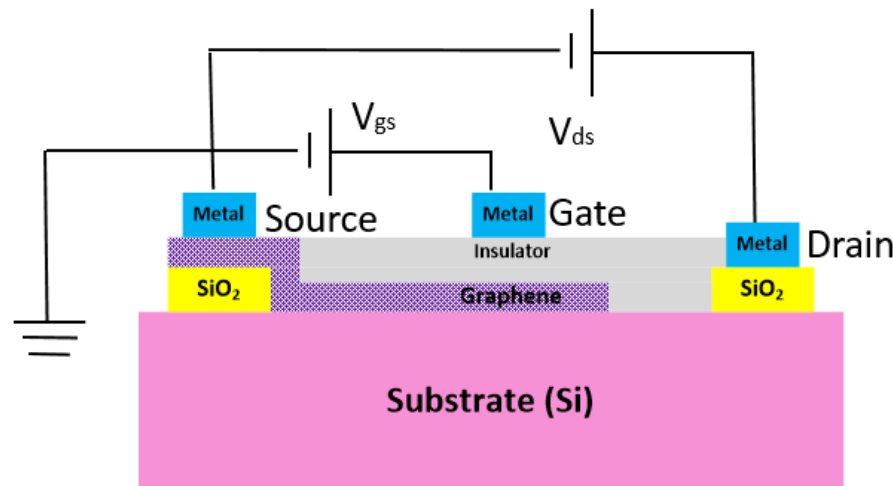 Vgs
Vds
Metal
Source
Metal
Gate
Metal
Drain
Insulator
SiO₂
Graphene
SiO₂
Substrate (Si)